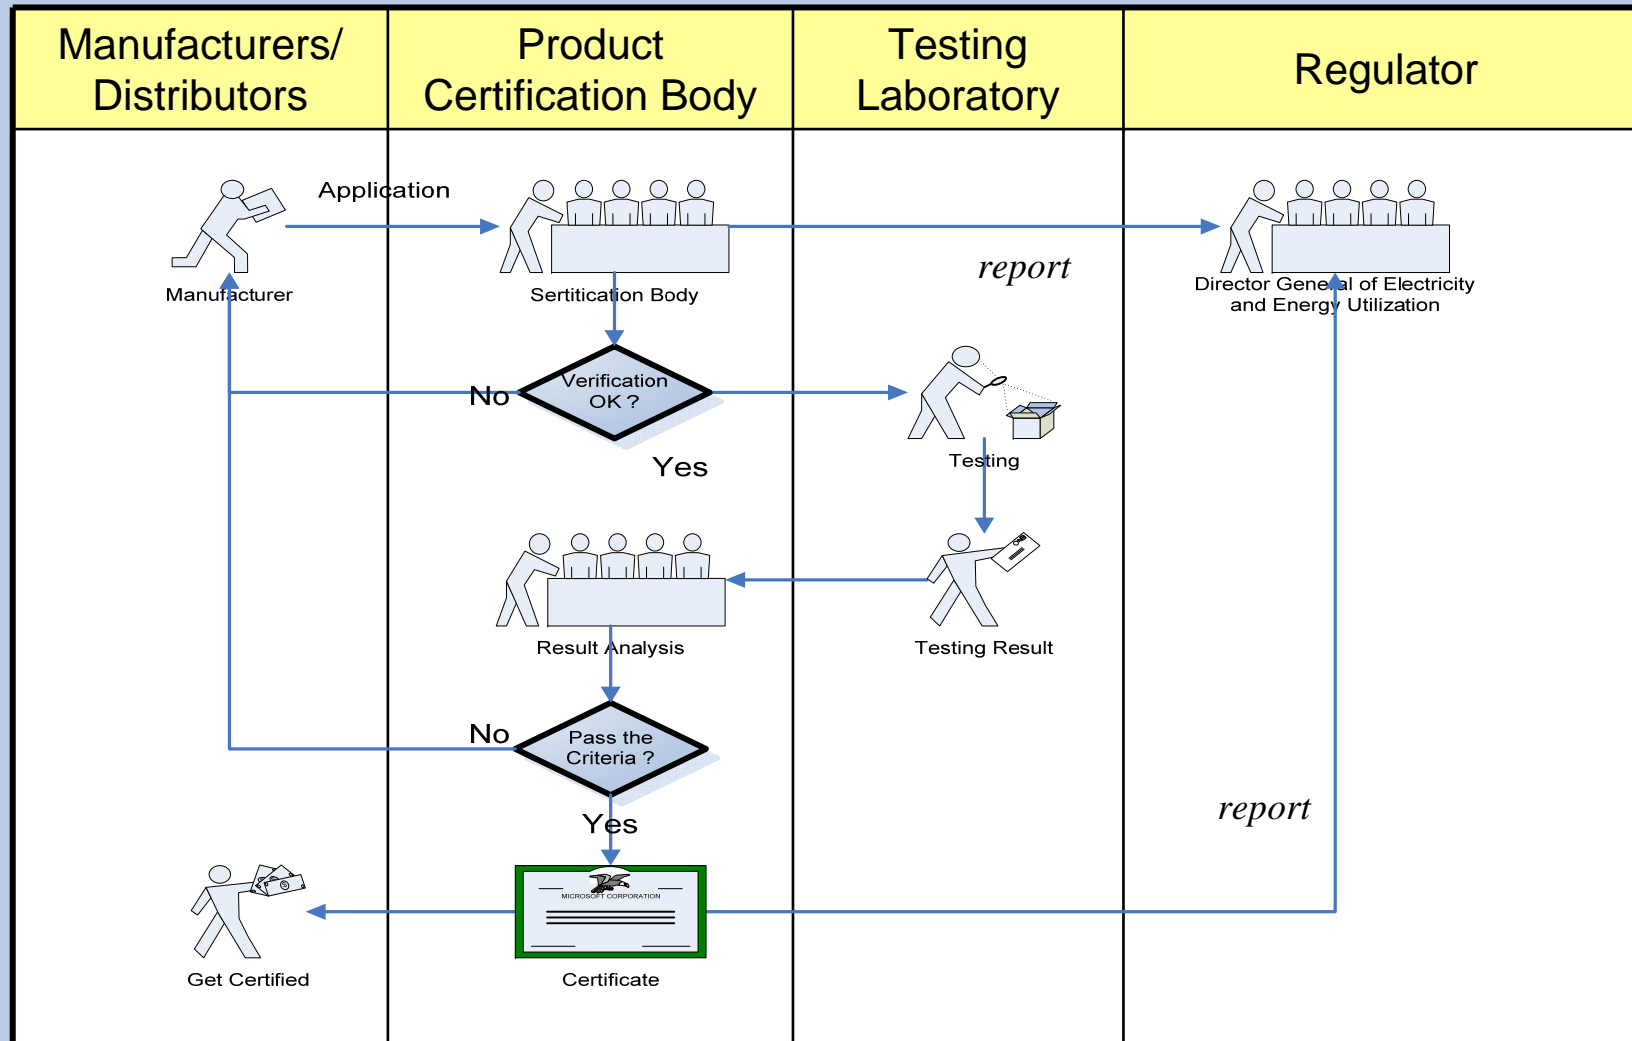 Manufacturers/
Distributors
Product
Certification Body
Testing
Laboratory
Regulator
Application
Manufacturer
Sertitication Body
report
Director General of Electricity
and Energy Utilization
No
Verification
OK ?
Yes
Testing
Result Analysis
Testing Result
No
Pass the
Criteria ?
Yes
report
MICROSOFT CORPORATION
Get Certified
Certificate